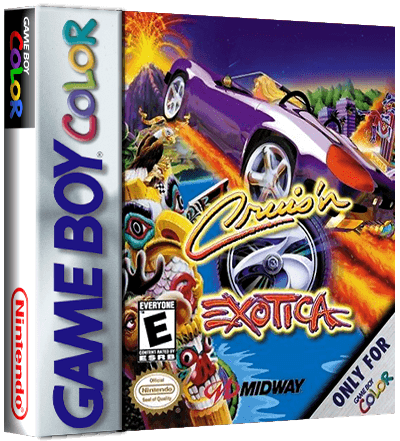 GAME BOY
COLOR
Nintendo
GAME BOY COLOR
Cruis'n
EXOTICA
EVERYONE
E
CONTENT RATED BY
ESRB
Official
Nintendo
Seal of Quality
MIDWAY
ONLY FOR
GAME BOY
COLOR